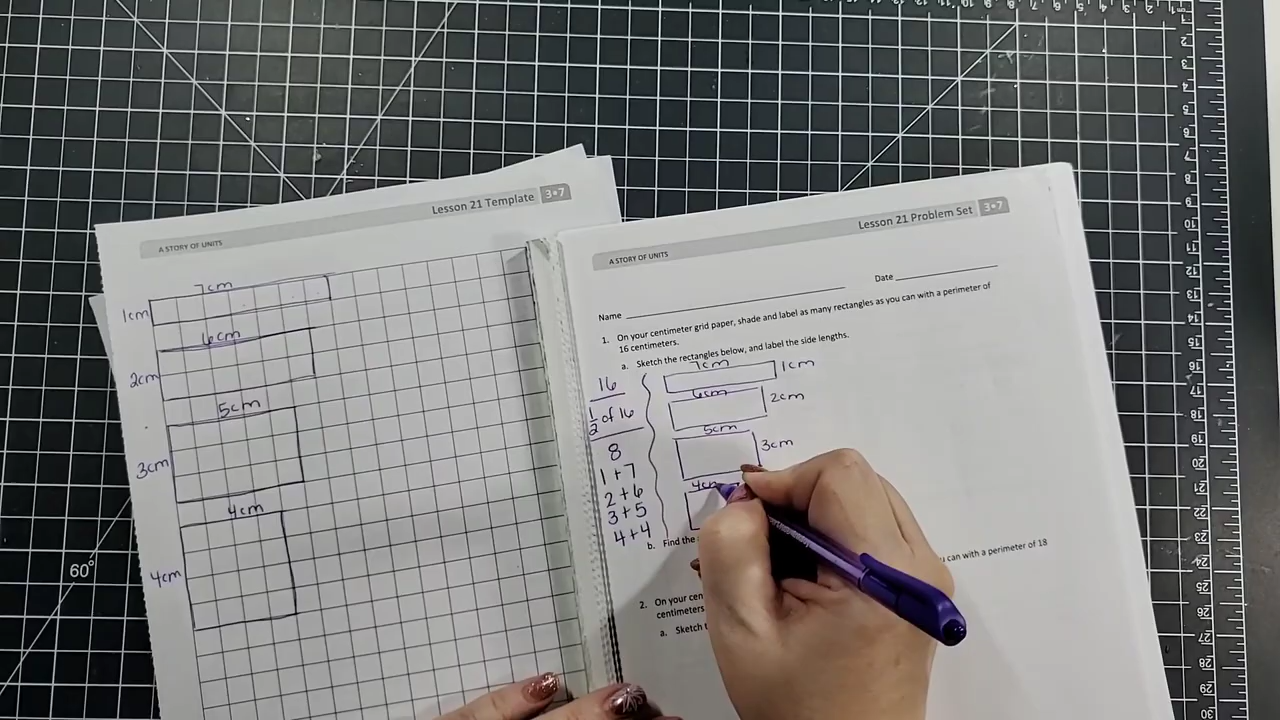 Lesson 21 Template 3•7
A STORY OF UNITS
7cm
1cm
6cm
2cm
5cm
3cm
4cm
4cm
60°
Lesson 21 Problem Set 3•7
A STORY OF UNITS
Name
Date
1. On your centimeter grid paper, shade and label as many rectangles as you can with a perimeter of
16 centimeters.
a. Sketch the rectangles below, and label the side lengths.
16
1/2 of 16
8
1+7
2+6
3+5
4+4
7cm
1cm
6cm
2cm
5cm
3cm
4cm
b. Find the
2. On your cen
can with a perimeter of 18
centimeters
a. Sketch t